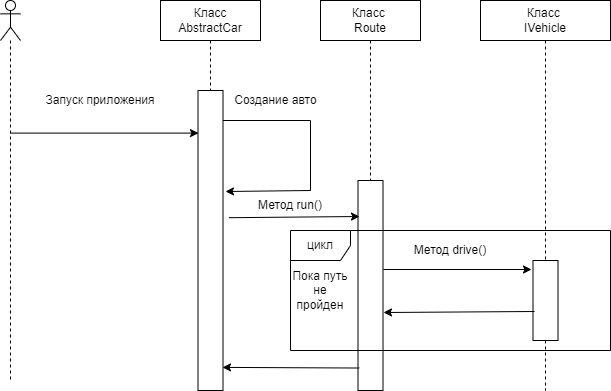 Класс
AbstractCar
Класс
Route
Класс
IVehicle
Запуск приложения
Создание авто
Метод run()
цикл
Метод drive()
Пока путь
не
пройден